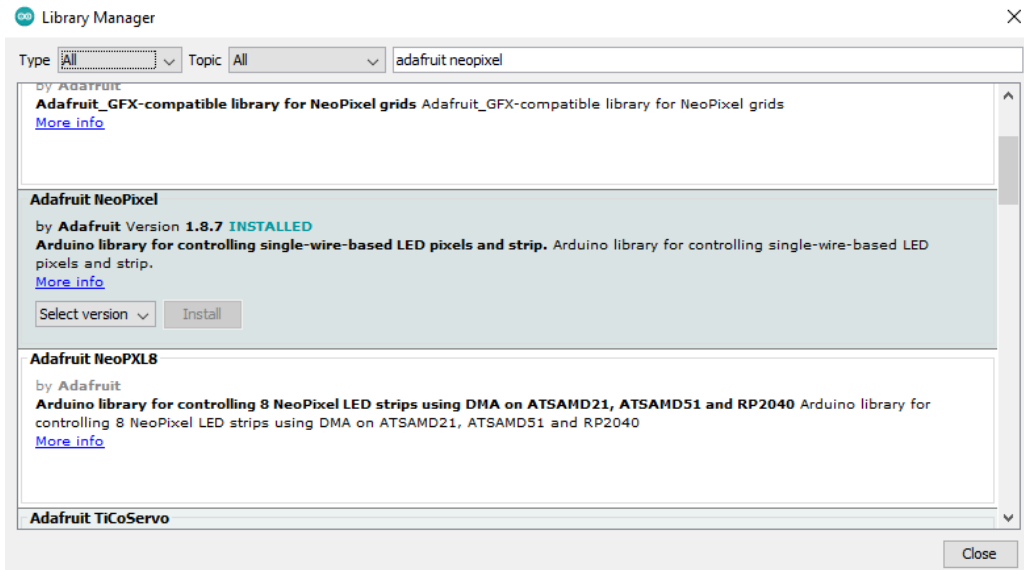 Library Manager
Type All Topic All adafruit neopixel
by Adafruit
Adafruit_GFX-compatible library for NeoPixel grids Adafruit_GFX-compatible library for NeoPixel grids
More info
Adafruit NeoPixel
by Adafruit Version 1.8.7 INSTALLED
Arduino library for controlling single-wire-based LED pixels and strip. Arduino library for controlling single-wire-based LED
pixels and strip.
More info
Select version Install
Adafruit NeoPXL8
by Adafruit
Arduino library for controlling 8 NeoPixel LED strips using DMA on ATSAMD21, ATSAMD51 and RP2040 Arduino library for
controlling 8 NeoPixel LED strips using DMA on ATSAMD21, ATSAMD51 and RP2040
More info
Adafruit TiCoServo
Close